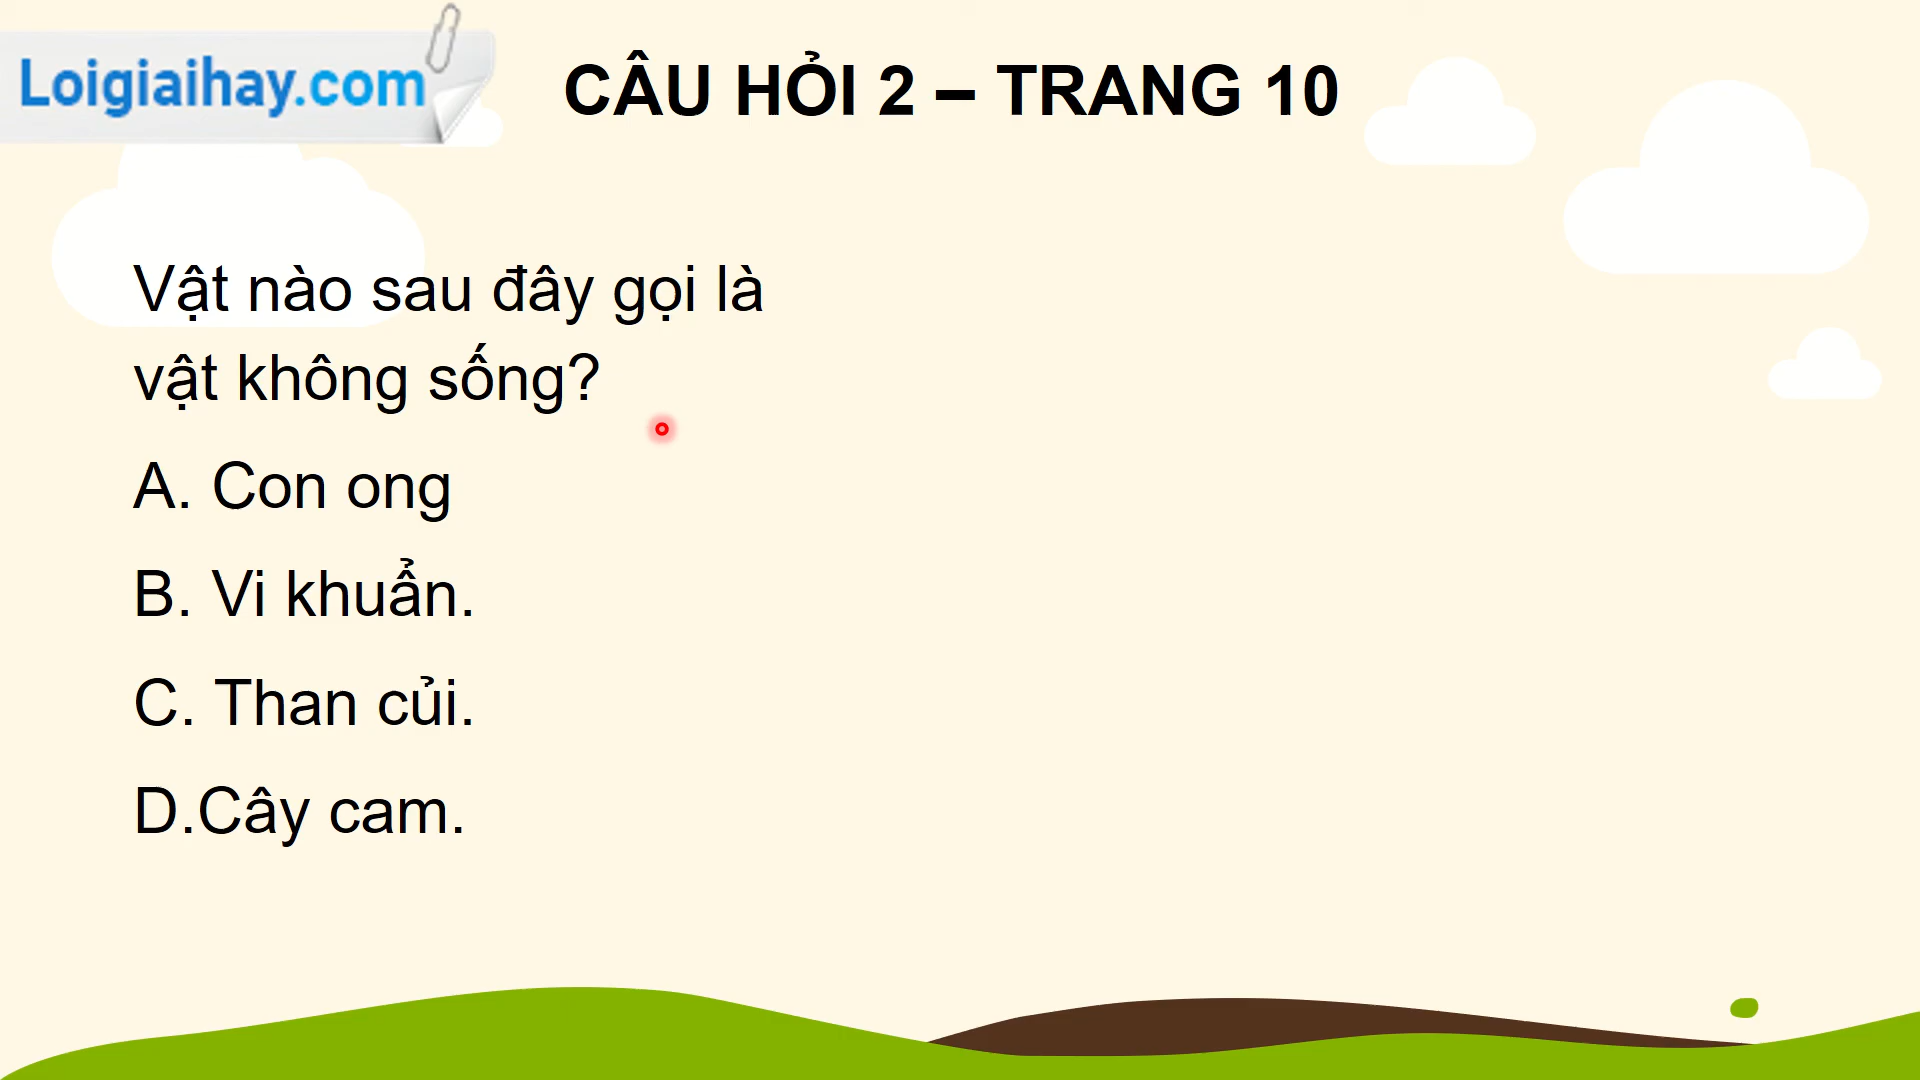 Loigiaihay.com
CÂU HỎI 2 – TRANG 10
Vật nào sau đây gọi là
vật không sống?
A. Con ong
B. Vi khuẩn.
C. Than củi.
D.Cây cam.